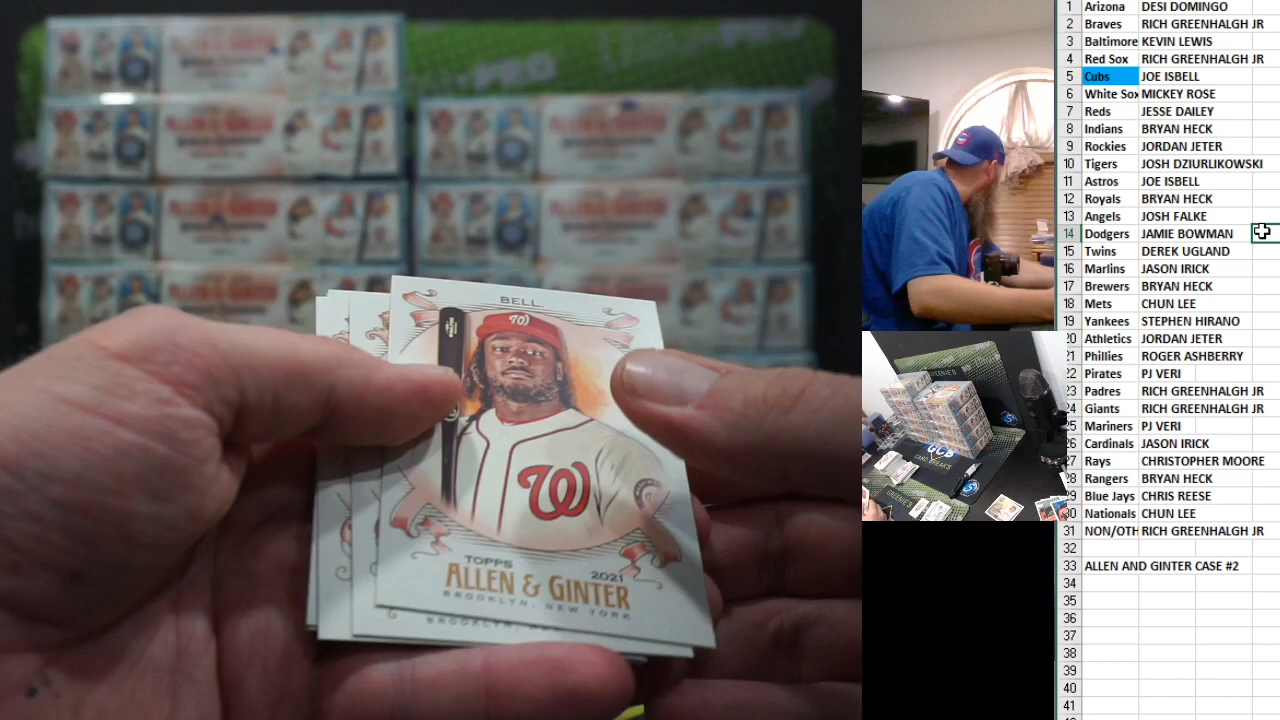 BELL
W
W
TOPPS 2021
ALLEN & GINTER
BROOKLYN, NEW YORK
GCB
CARD BREAKS
1 Arizona DESI DOMINGO
2 Braves RICH GREENHALGH JR
3 Baltimore KEVIN LEWIS
4 Red Sox RICH GREENHALGH JR
5 Cubs JOE ISBELL
6 White Sox MICKEY ROSE
7 Reds JESSE DAILEY
8 Indians BRYAN HECK
9 Rockies JORDAN JETER
10 Tigers JOSH DZIURLIKOWSKI
11 Astros JOE ISBELL
12 Royals BRYAN HECK
13 Angels JOSH FALKE
14 Dodgers JAMIE BOWMAN
15 Twins DEREK UGLAND
16 Marlins JASON IRICK
17 Brewers BRYAN HECK
18 Mets CHUN LEE
19 Yankees STEPHEN HIRANO
20 Athletics JORDAN JETER
21 Phillies ROGER ASHBERRY
22 Pirates PJ VERI
23 Padres RICH GREENHALGH JR
24 Giants RICH GREENHALGH JR
25 Mariners PJ VERI
26 Cardinals JASON IRICK
27 Rays CHRISTOPHER MOORE
28 Rangers BRYAN HECK
29 Blue Jays CHRIS REESE
30 Nationals CHUN LEE
31 NON/OTH RICH GREENHALGH JR
32
33 ALLEN AND GINTER CASE #2
34
35
36
37
38
39
40
41